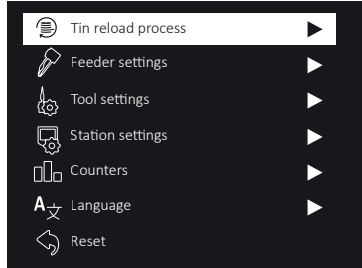 Tin reload process
Feeder settings
Tool settings
Station settings
Counters
Language
Reset